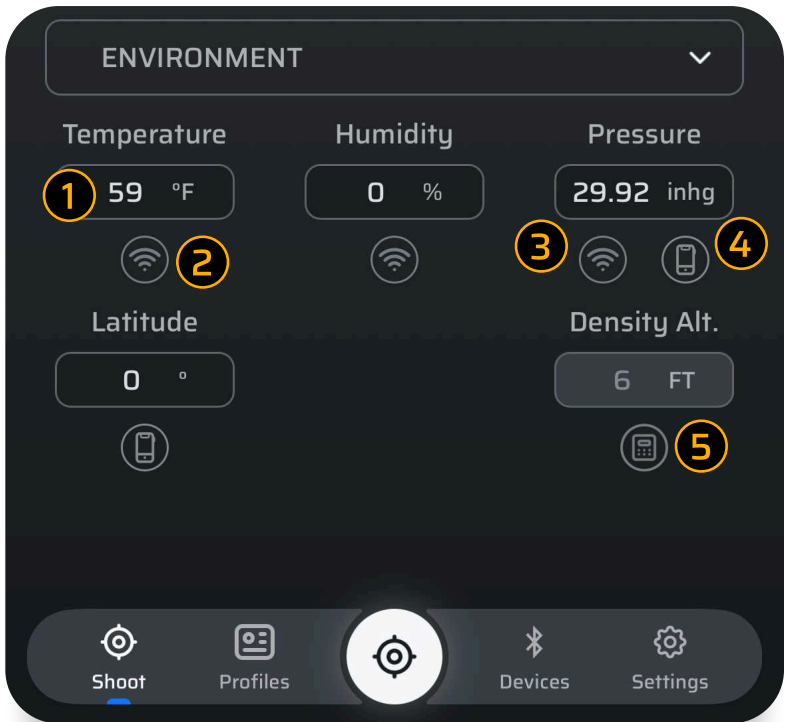 ENVIRONMENT
Temperature Humidity Pressure
1 59 °F 0 % 29.92 inhg
2 3 4
Latitude Density Alt.
0 ° 6 FT
5
Shoot Profiles Devices Settings